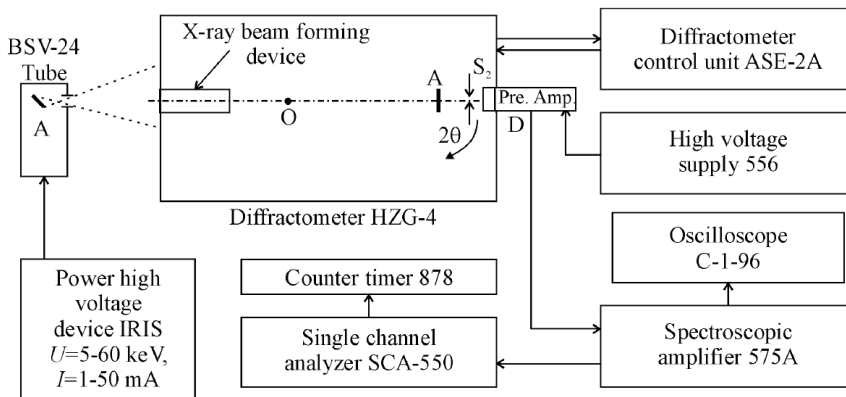 BSV-24
Tube
A
X-ray beam forming
device
O
A
S₂
2θ
Pre. Amp.
D
Diffractometer HZG-4
Diffractometer
control unit ASE-2A
High voltage
supply 556
Oscilloscope
C-1-96
Power high
voltage
device IRIS
U=5-60 keV,
I=1-50 mA
Counter timer 878
Single channel
analyzer SCA-550
Spectroscopic
amplifier 575A